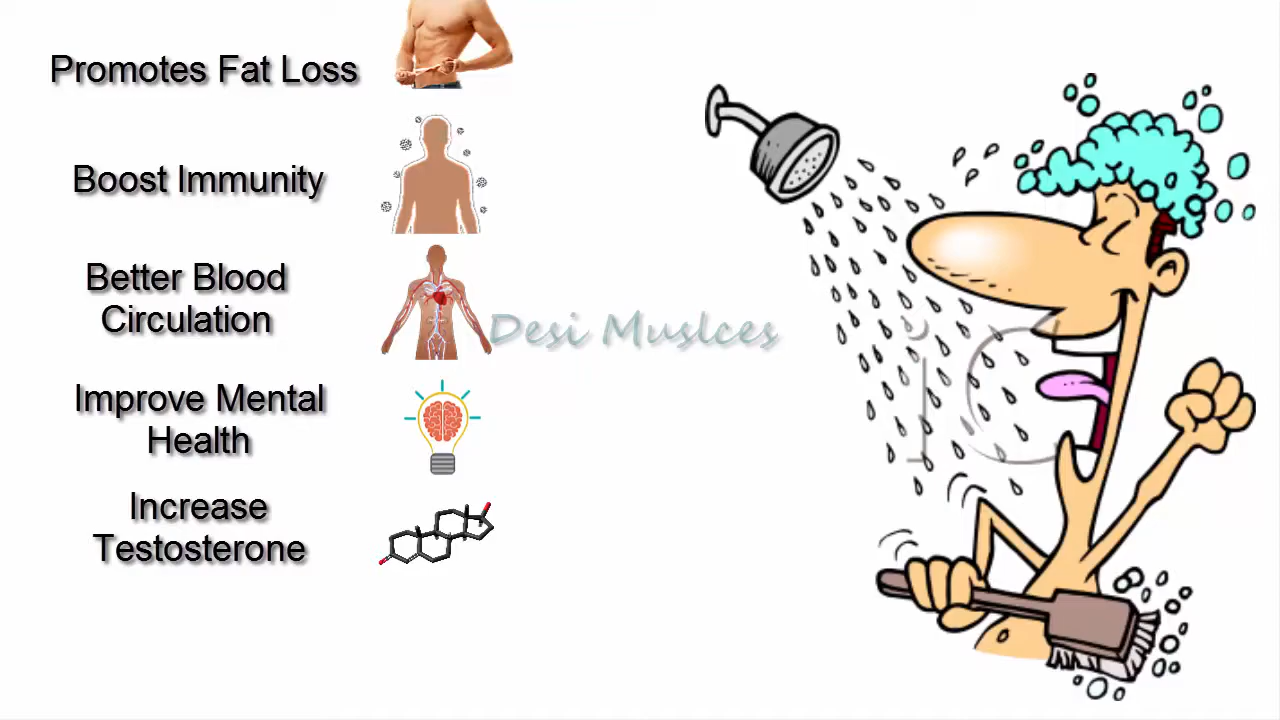 Promotes Fat Loss
Boost Immunity
Better Blood
Circulation
Desi Muslces
Improve Mental
Health
Increase
Testosterone